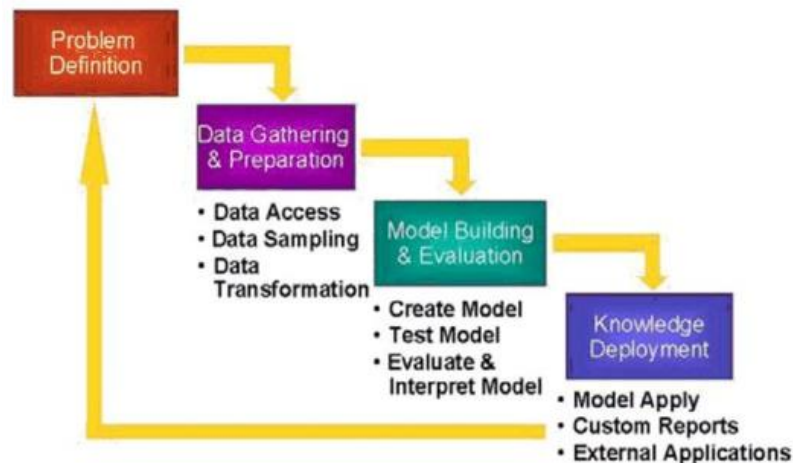 Problem
Definition
Data Gathering
& Preparation
• Data Access
• Data Sampling
• Data
Transformation
Model Building
& Evaluation
• Create Model
• Test Model
• Evaluate &
Interpret Model
Knowledge
Deployment
• Model Apply
• Custom Reports
• External Applications